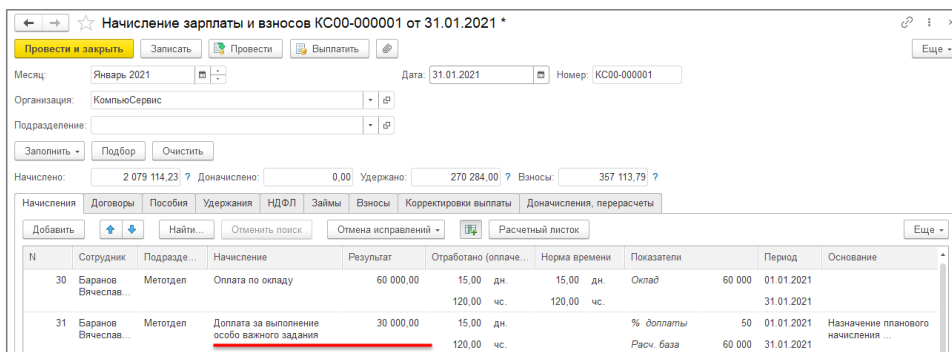 Начисление зарплаты и взносов КС00-000001 от 31.01.2021 *
Провести и закрыть Записать Провести Выплатить Еще
Месяц: Январь 2021 Дата: 31.01.2021 Номер: КС00-000001
Организация: КомпьюСервис
Подразделение:
Заполнить Подбор Очистить
Начислено: 2 079 114,23 ? Доначислено: 0,00 Удержано: 270 284,00 ? Взносы: 357 113,79 ?
Начисления Договоры Пособия Удержания НДФЛ Займы Взносы Корректировки выплаты Доначисления, перерасчеты
Добавить Найти... Отменить поиск Отмена исправлений Расчетный листок Еще
N Сотрудник Подразде... Начисление Результат Отработано (оплаче... Норма времени Показатели Период Основание
30 Баранов Метотдел Оплата по окладу 60 000,00 15,00 дн. 15,00 дн. Оклад 60 000 01.01.2021
Вячеслав... 120,00 чс. 120,00 чс. 31.01.2021
31 Баранов Метотдел Доплата за выполнение 30 000,00 15,00 дн. % доплаты 50 01.01.2021 Назначение планового
Вячеслав... особо важного задания 120,00 чс. Расч. база 60 000 31.01.2021 начисления ...